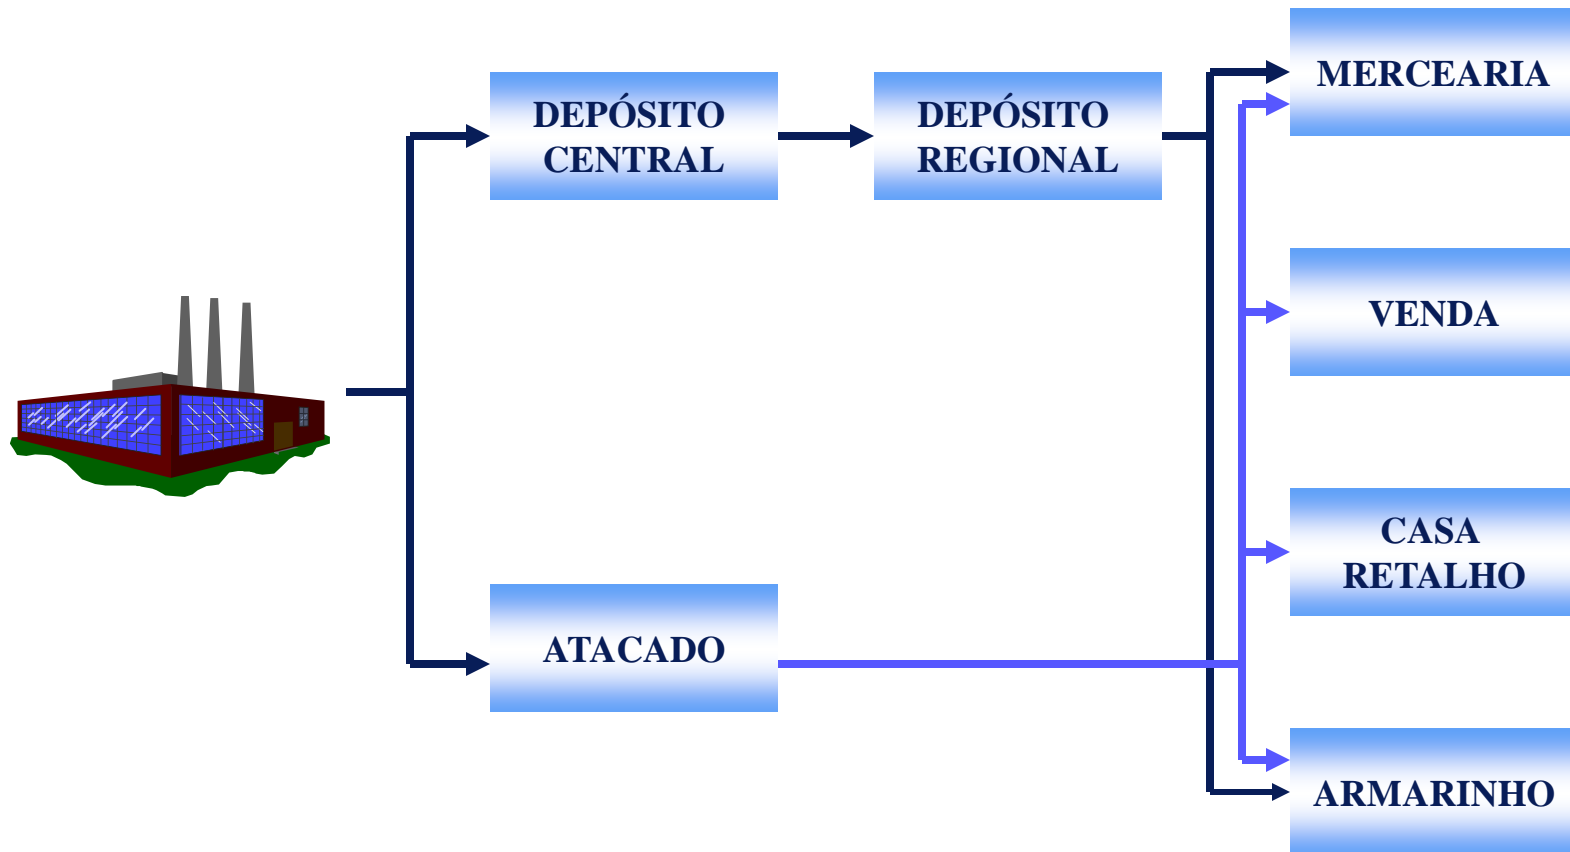 MERCEARIA
DEPÓSITO
CENTRAL
DEPÓSITO
REGIONAL
VENDA
CASA
RETALHO
ATACADO
ARMARINHO